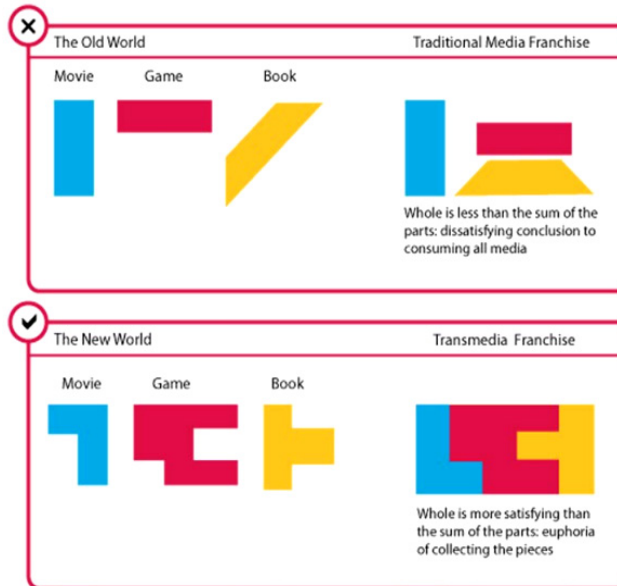 The Old World
Traditional Media Franchise
Movie
Game
Book
Whole is less than the sum of the
parts: dissatisfying conclusion to
consuming all media
The New World
Transmedia Franchise
Movie
Game
Book
Whole is more satisfying than
the sum of the parts: euphoria
of collecting the pieces